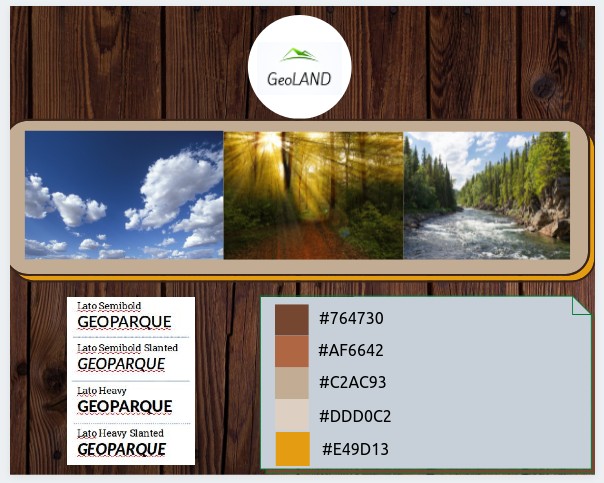 GeoLAND
Lato Semibold
GEOPARQUE
Lato Semibold Slanted
GEOPARQUE
Lato Heavy
GEOPARQUE
Lato Heavy Slanted
GEOPARQUE
#764730
#AF6642
#C2AC93
#DDD0C2
#E49D13